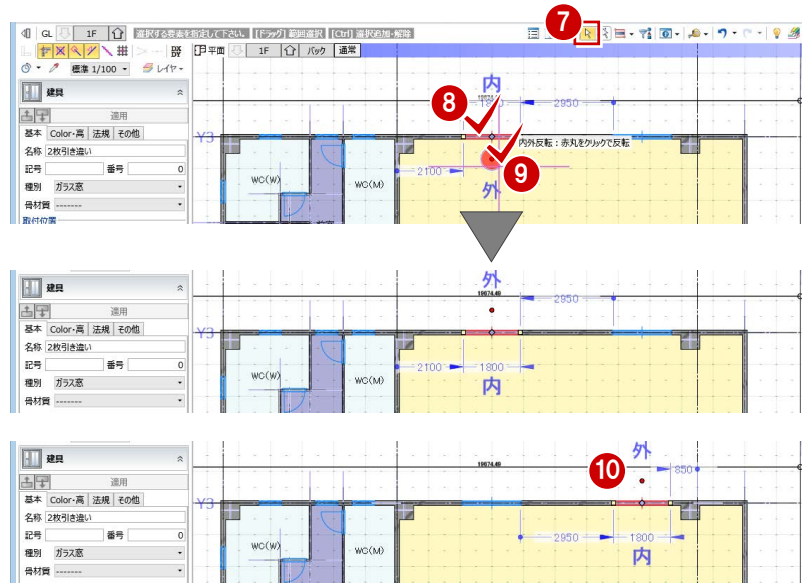 7
GL 1F 選択する要素を指定して下さい。 [[ドラッグ] 範囲選択 [Ctrl] 選択追加・解除]
平面 1F バック 通常
標準 1/100 レイヤ
建具
適用
基本 Color・高 法規 その他
名称 2枚引き違い
記号 番号 0
種別 ガラス窓
骨材質 -------
取付位置
Y3
WC(W)
WC(M)
内
8
1800
2950
内外反転：赤丸をクリックで反転
9
2100
外
建具
適用
基本 Color・高 法規 その他
名称 2枚引き違い
記号 番号 0
種別 ガラス窓
骨材質 -------
Y3
WC(W)
WC(M)
外
19674.48
2950
2100
1800
内
建具
適用
基本 Color・高 法規 その他
名称 2枚引き違い
記号 番号 0
種別 ガラス窓
骨材質 -------
Y3
WC(W)
WC(M)
19674.48
外
10
850
2950
1800
内